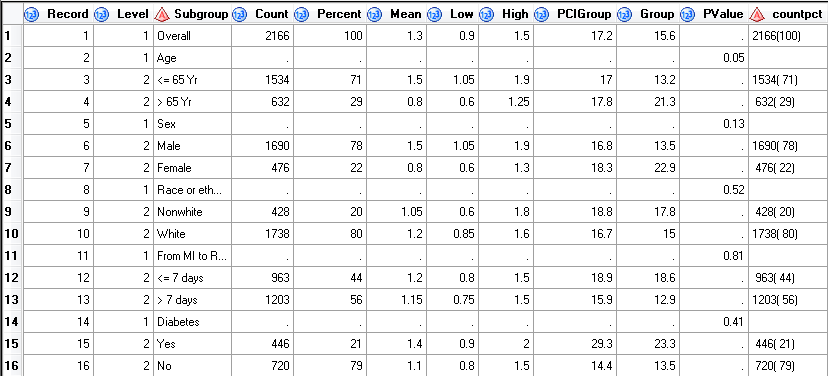 Record Level Subgroup Count Percent Mean Low High PCIGroup Group PValue countpct
1 1 1 Overall 2166 100 1.3 0.9 1.5 17.2 15.6 . 2166(100)
2 2 1 Age . . . . . . . 0.05
3 3 2 <= 65 Yr 1534 71 1.5 1.05 1.9 17 13.2 . 1534( 71)
4 4 2 > 65 Yr 632 29 0.8 0.6 1.25 17.8 21.3 . 632( 29)
5 5 1 Sex . . . . . . . 0.13
6 6 2 Male 1690 78 1.5 1.05 1.9 16.8 13.5 . 1690( 78)
7 7 2 Female 476 22 0.8 0.6 1.3 18.3 22.9 . 476( 22)
8 8 1 Race or eth... . . . . . . . 0.52
9 9 2 Nonwhite 428 20 1.05 0.6 1.8 18.8 17.8 . 428( 20)
10 10 2 White 1738 80 1.2 0.85 1.6 16.7 15 . 1738( 80)
11 11 1 From MI to R... . . . . . . . 0.81
12 12 2 <= 7 days 963 44 1.2 0.8 1.5 18.9 18.6 . 963( 44)
13 13 2 > 7 days 1203 56 1.15 0.75 1.5 15.9 12.9 . 1203( 56)
14 14 1 Diabetes . . . . . . . 0.41
15 15 2 Yes 446 21 1.4 0.9 2 29.3 23.3 . 446( 21)
16 16 2 No 720 79 1.1 0.8 1.5 14.4 13.5 . 720( 79)